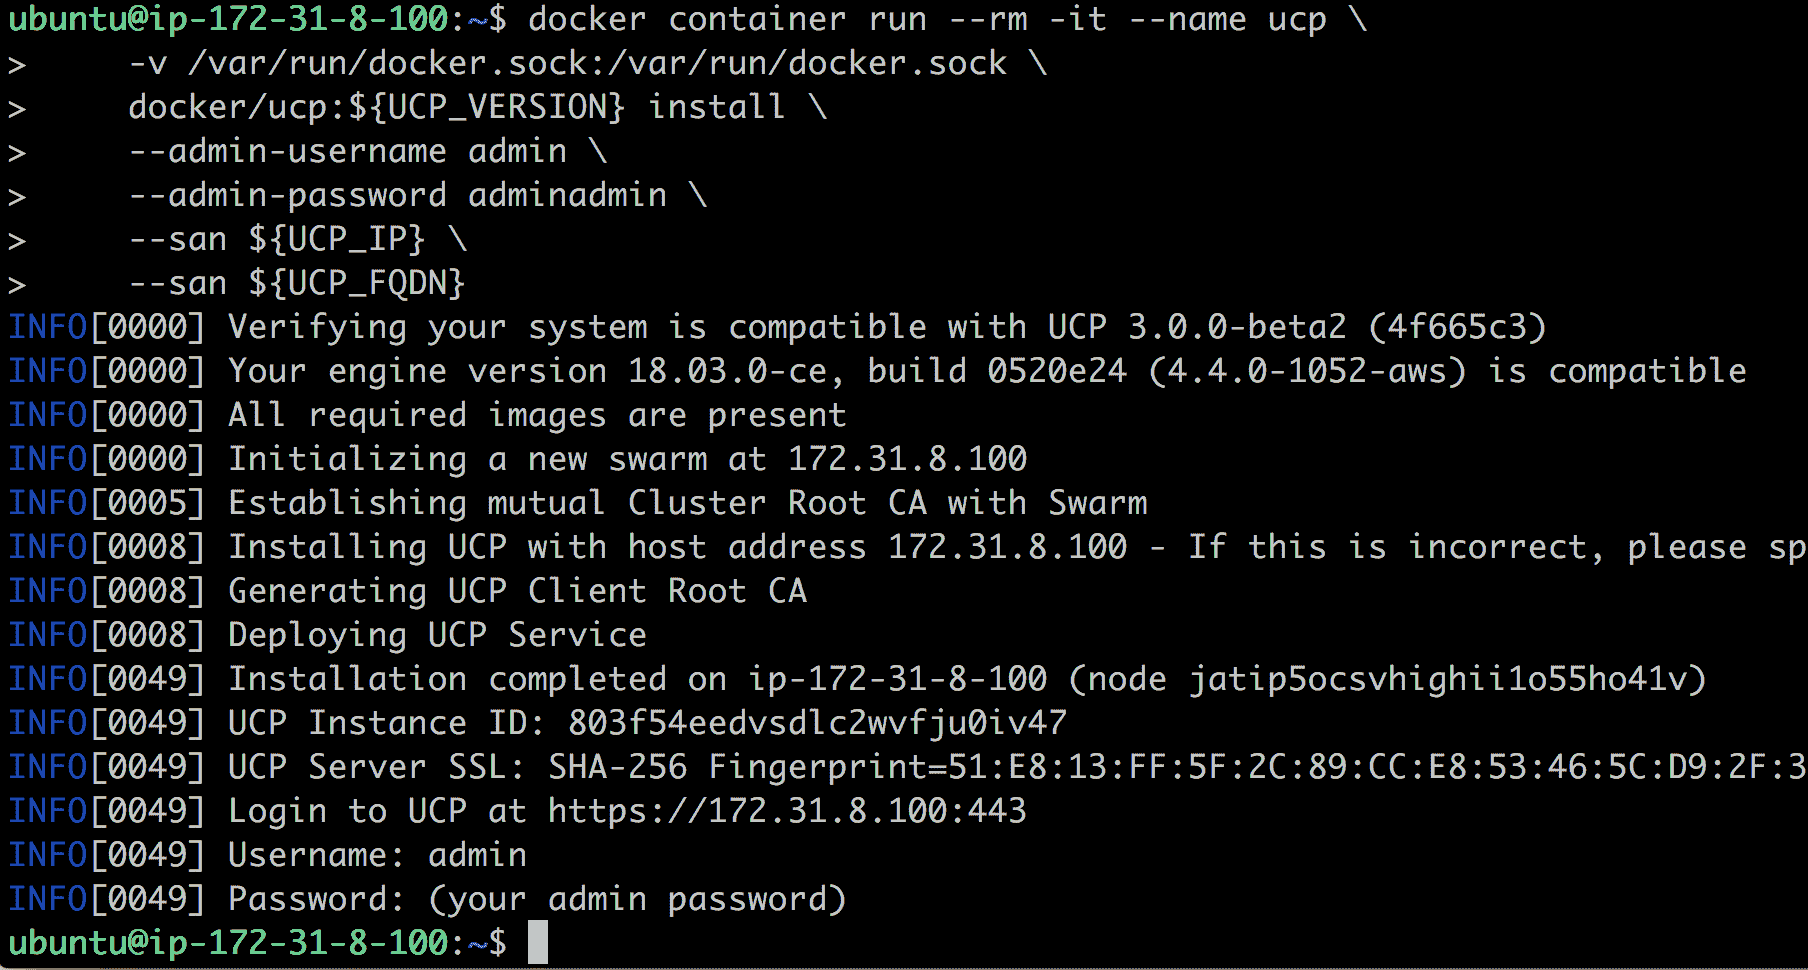 ubuntu@ip-172-31-8-100:~$ docker container run --rm -it --name ucp \
>     -v /var/run/docker.sock:/var/run/docker.sock \
>     docker/ucp:${UCP_VERSION} install \
>     --admin-username admin \
>     --admin-password adminadmin \
>     --san ${UCP_IP} \
>     --san ${UCP_FQDN}
INFO[0000] Verifying your system is compatible with UCP 3.0.0-beta2 (4f665c3)
INFO[0000] Your engine version 18.03.0-ce, build 0520e24 (4.4.0-1052-aws) is compatible
INFO[0000] All required images are present
INFO[0000] Initializing a new swarm at 172.31.8.100
INFO[0005] Establishing mutual Cluster Root CA with Swarm
INFO[0008] Installing UCP with host address 172.31.8.100 - If this is incorrect, please sp
INFO[0008] Generating UCP Client Root CA
INFO[0008] Deploying UCP Service
INFO[0049] Installation completed on ip-172-31-8-100 (node jatip5ocsvhighii1o55ho41v)
INFO[0049] UCP Instance ID: 803f54eedvsdlc2wvfju0iv47
INFO[0049] UCP Server SSL: SHA-256 Fingerprint=51:E8:13:FF:5F:2C:89:CC:E8:53:46:5C:D9:2F:3
INFO[0049] Login to UCP at https://172.31.8.100:443
INFO[0049] Username: admin
INFO[0049] Password: (your admin password)
ubuntu@ip-172-31-8-100:~$